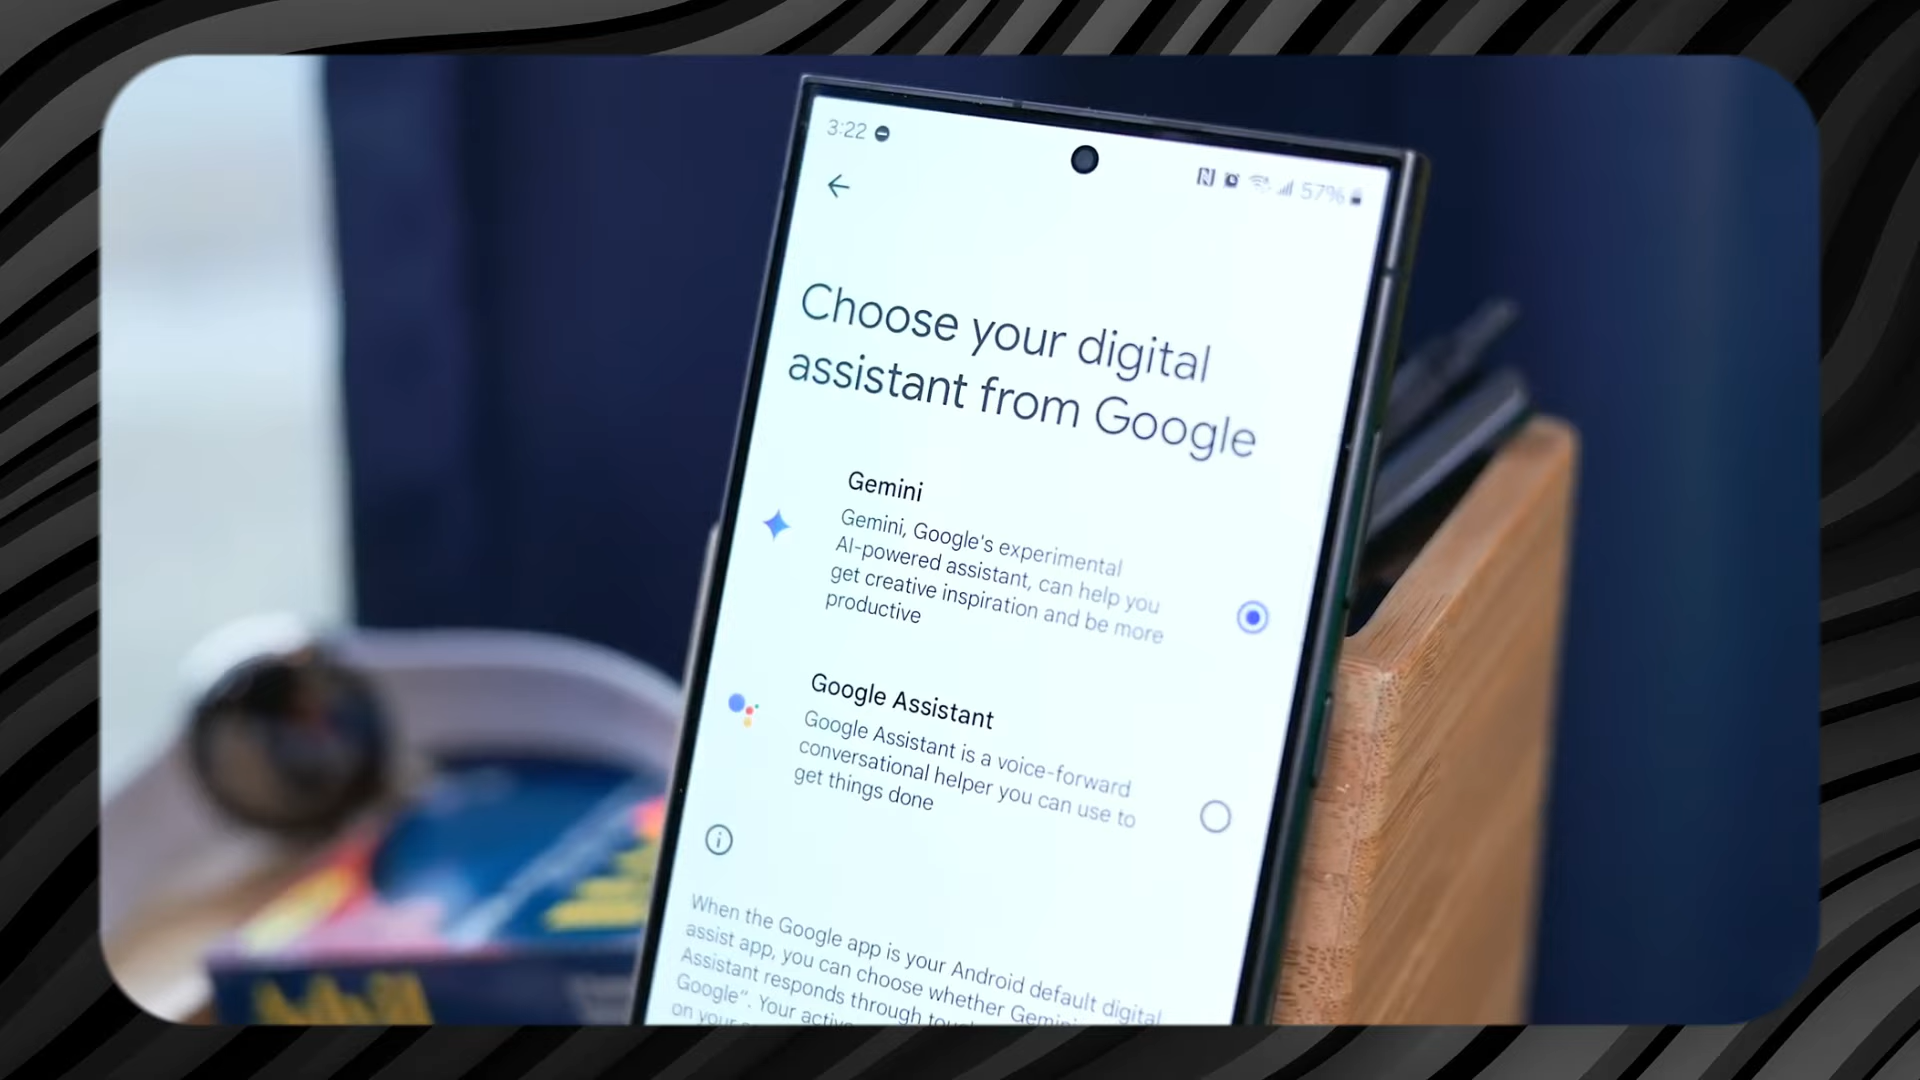 3:22
57%
Choose your digital
assistant from Google
Gemini
Gemini, Google's experimental
AI-powered assistant, can help you
get creative inspiration and be more
productive
Google Assistant
Google Assistant is a voice-forward
conversational helper you can use to
get things done
When the Google app is your Android default digital
assist app, you can choose whether Gemini
Assistant responds through
Google". Your
on your